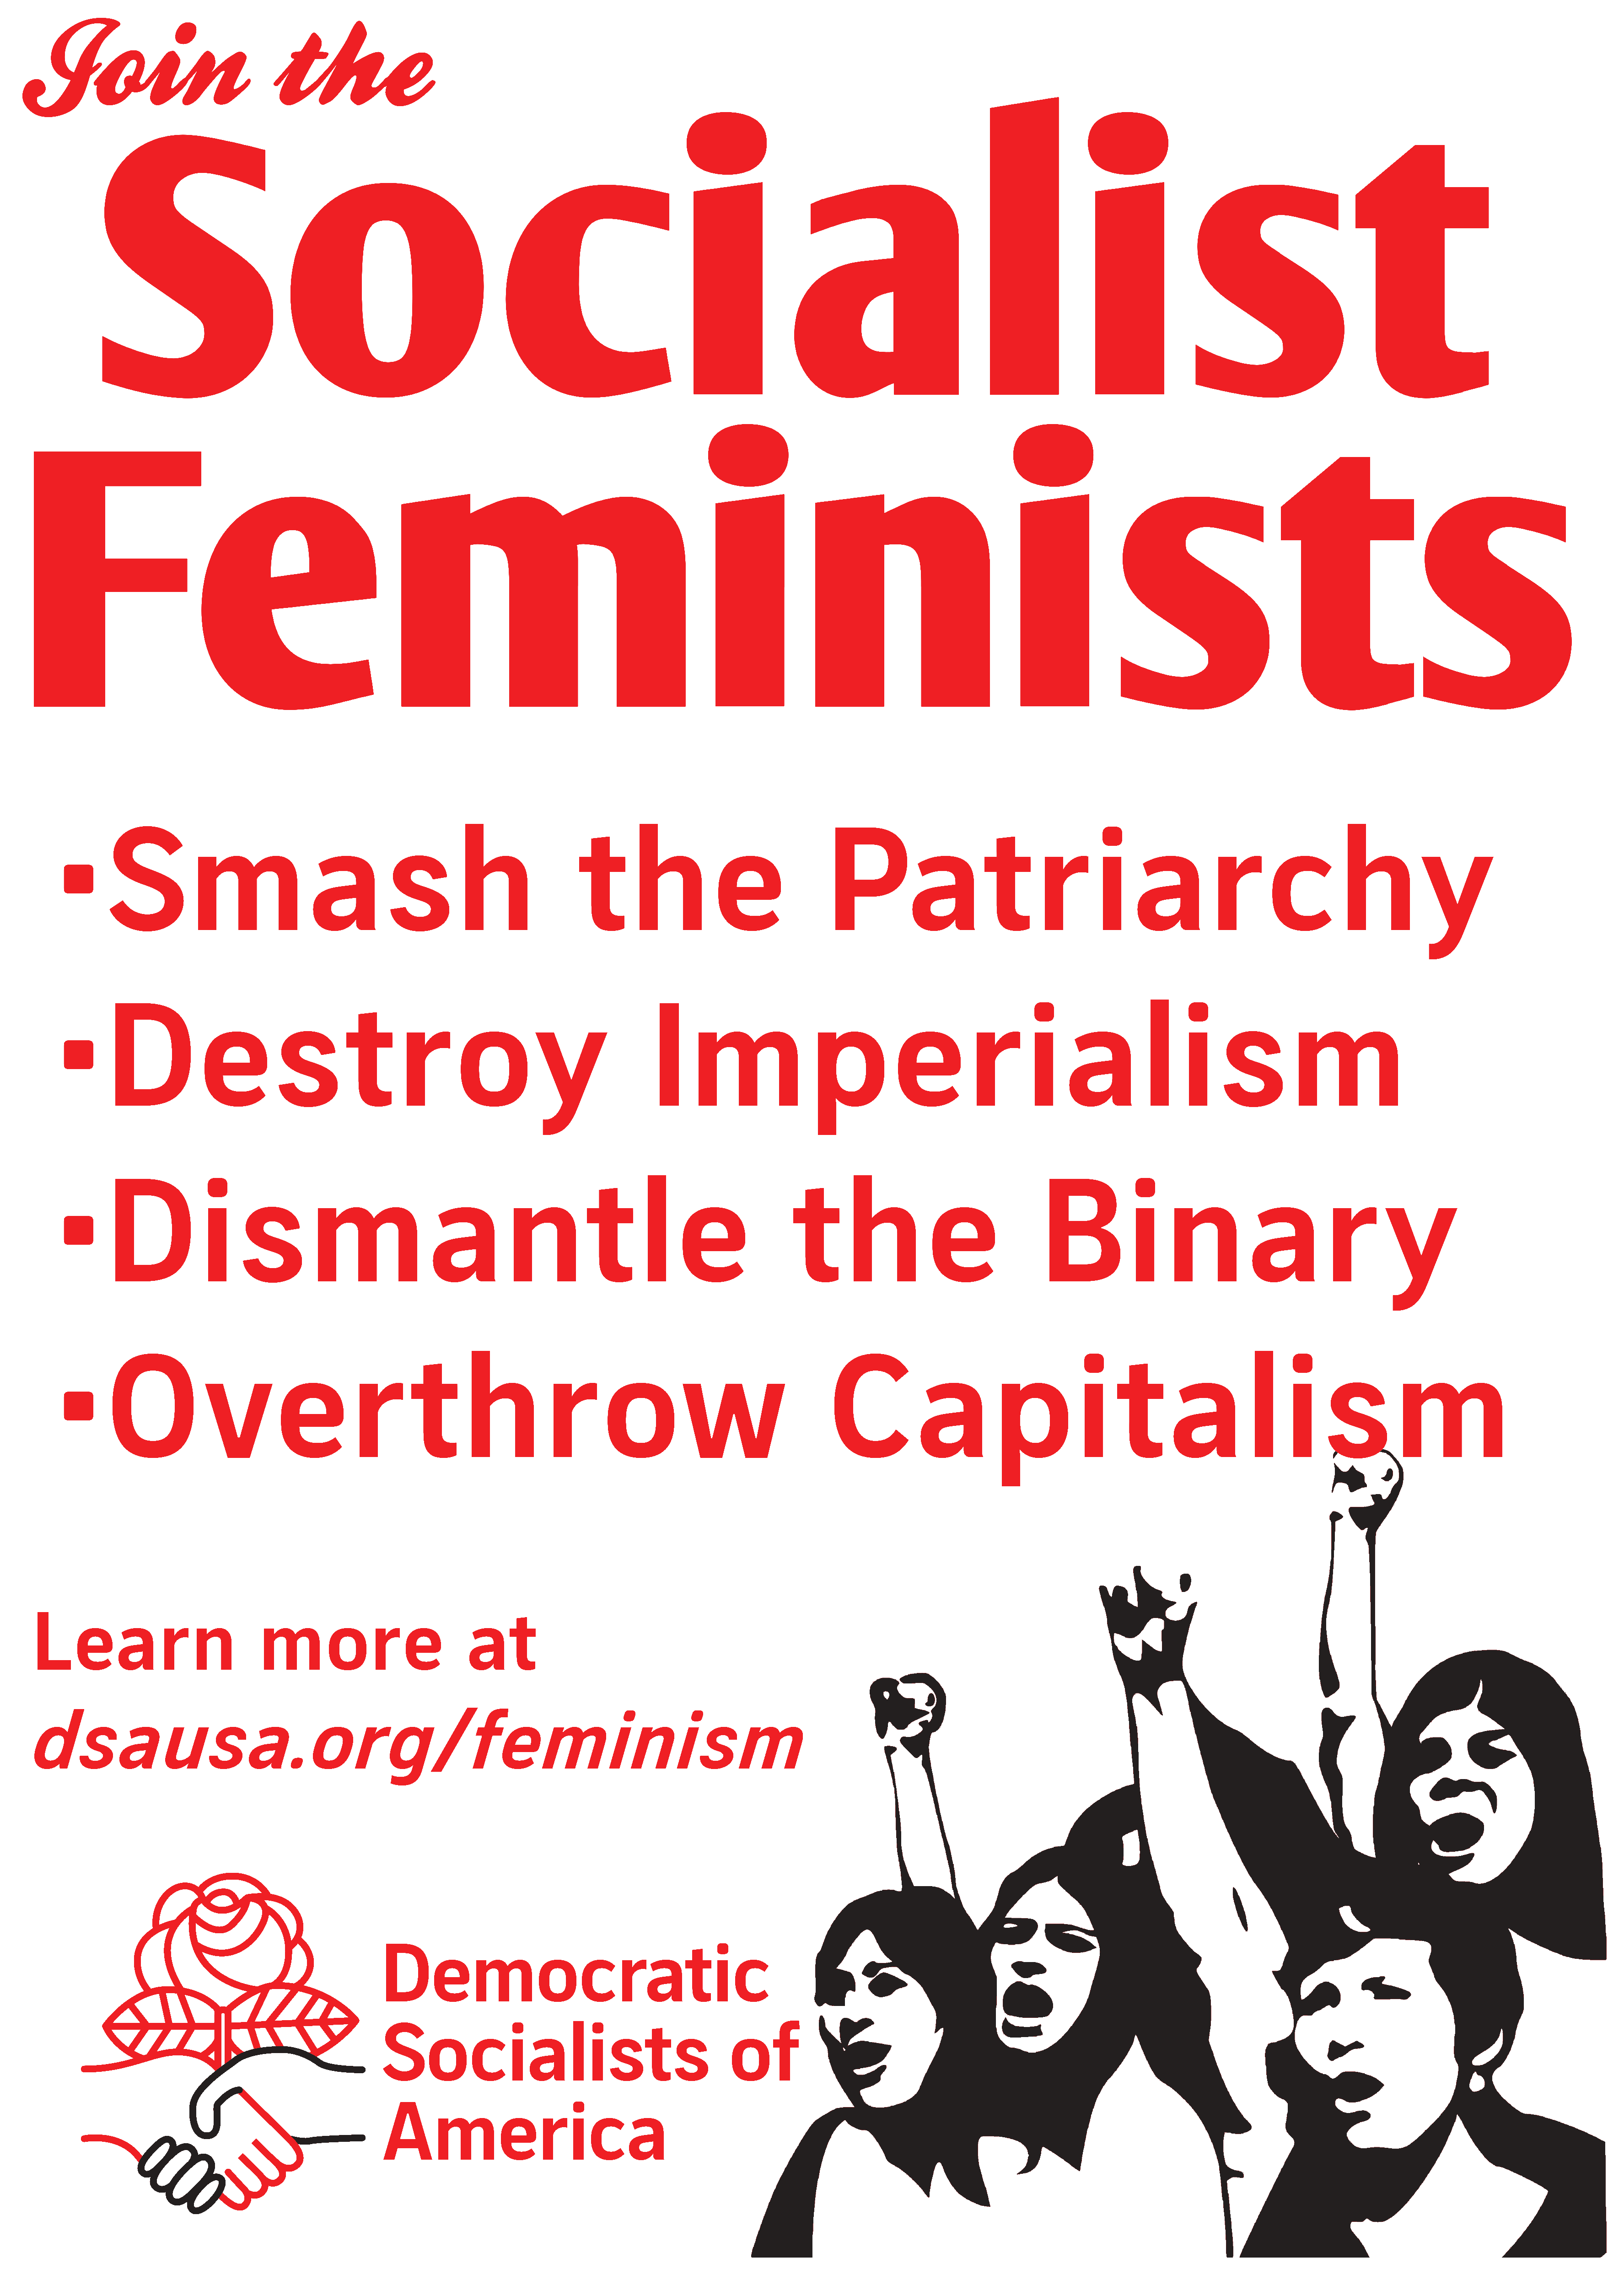 Join the
Socialist
Feminists
▪Smash the Patriarchy
▪Destroy Imperialism
▪Dismantle the Binary
▪Overthrow Capitalism
Learn more at
dsausa.org/feminism
Democratic
Socialists of
America